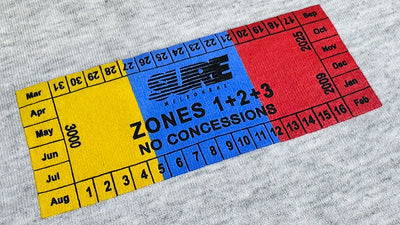 Mar
Apr
May
Jun
Jul
Aug
31 30 29 28 27 26 25 24 23 22 21 20 19 18 17
3000
MELBOURNE
ZONES 1+2+3
NO CONCESSIONS
2025
2009
Sep
Oct
Nov
Dec
Jan
Feb
1 2 3 4 5 6 7 8 9 10 11 12 13 14 15 16